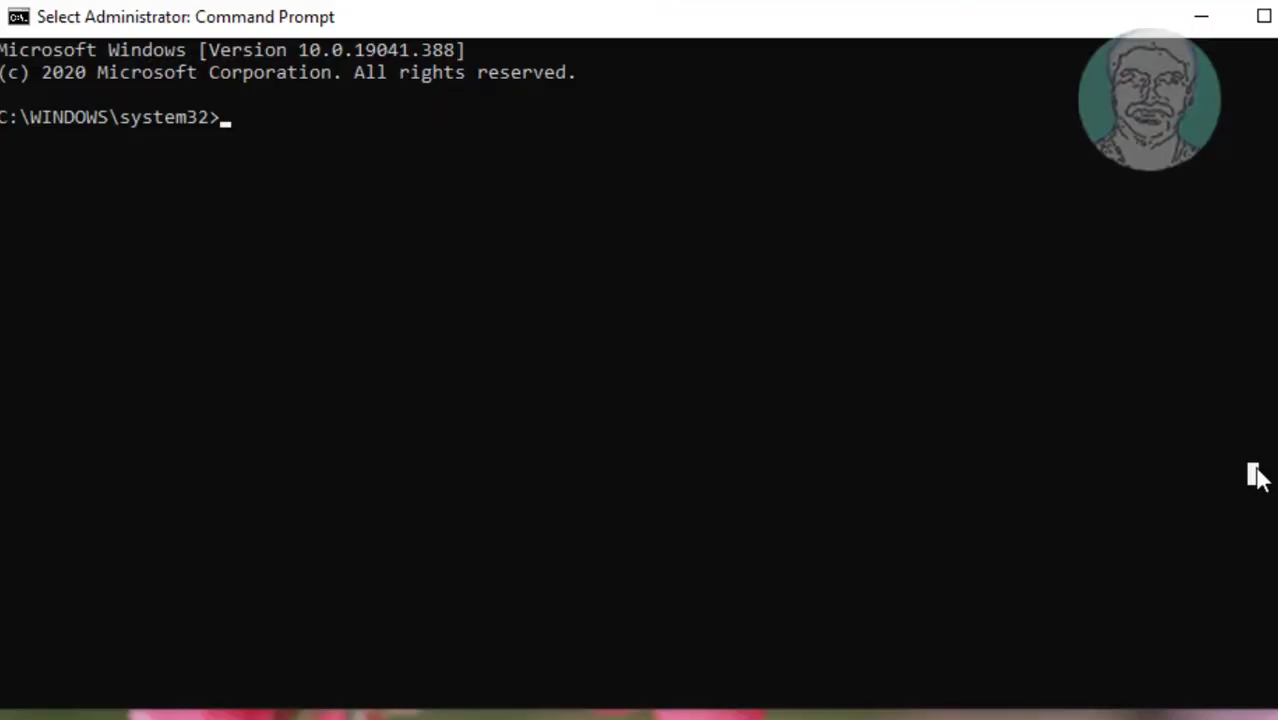 Select Administrator: Command Prompt
Microsoft Windows [Version 10.0.19041.388]
(c) 2020 Microsoft Corporation. All rights reserved.
C:\WINDOWS\system32>